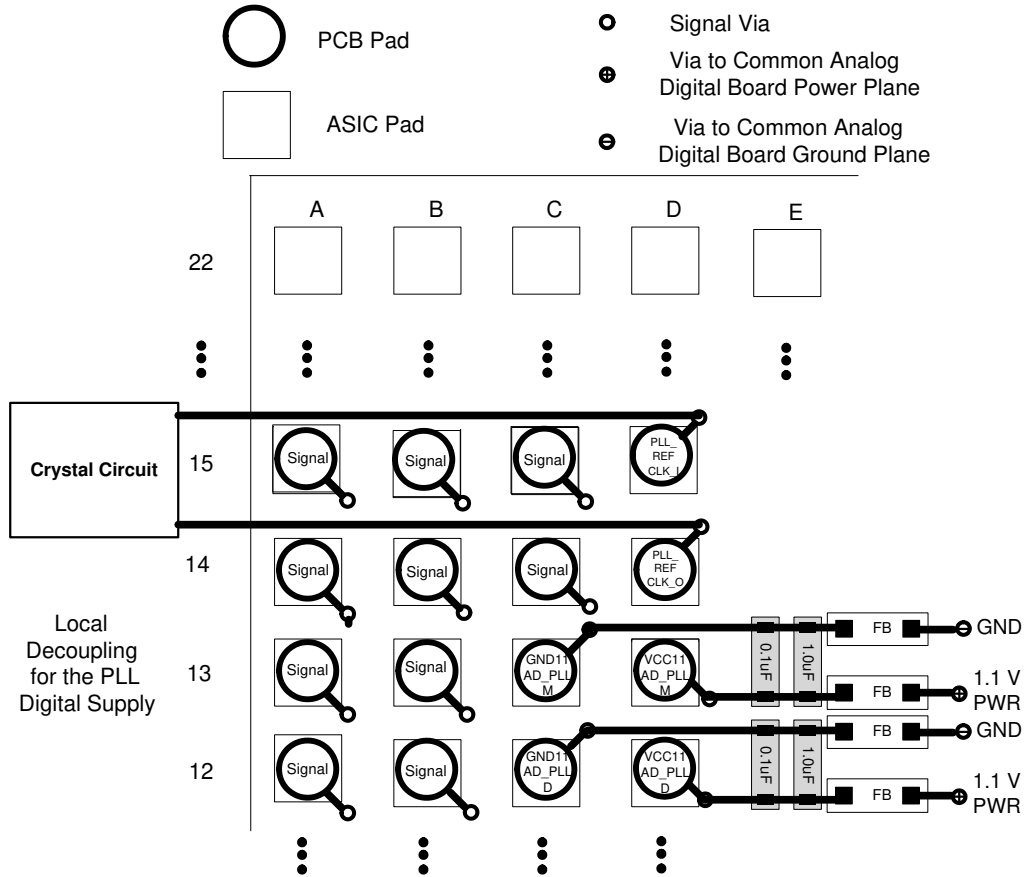 PCB Pad
ASIC Pad
Signal Via
Via to Common Analog
Digital Board Power Plane
Via to Common Analog
Digital Board Ground Plane
A B C D E
22
Crystal Circuit
15
Signal
Signal
Signal
PLL_
REF
CLK_I
14
Signal
Signal
Signal
PLL_
REF
CLK_O
Local
Decoupling
for the PLL
Digital Supply
13
Signal
Signal
GND11
AD_PLL
M
VCC11
AD_PLL
M
0.1uF
1.0uF
FB
GND
FB
1.1 V
PWR
12
Signal
Signal
GND11
AD_PLL
D
VCC11
AD_PLL
D
0.1uF
1.0uF
FB
GND
FB
1.1 V
PWR